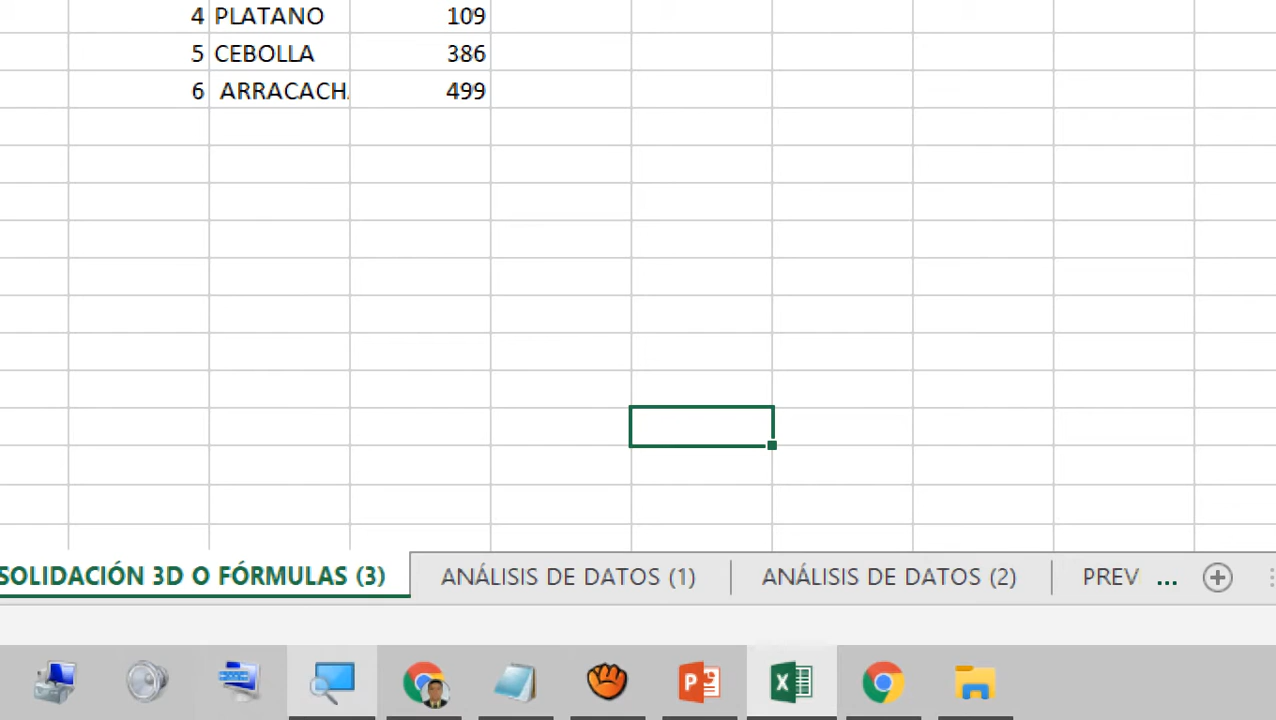 4 PLATANO 109
5 CEBOLLA 386
6 ARRACACH
499
SOLIDACIÓN 3D O FÓRMULAS (3) ANÁLISIS DE DATOS (1) ANÁLISIS DE DATOS (2) PREV ...